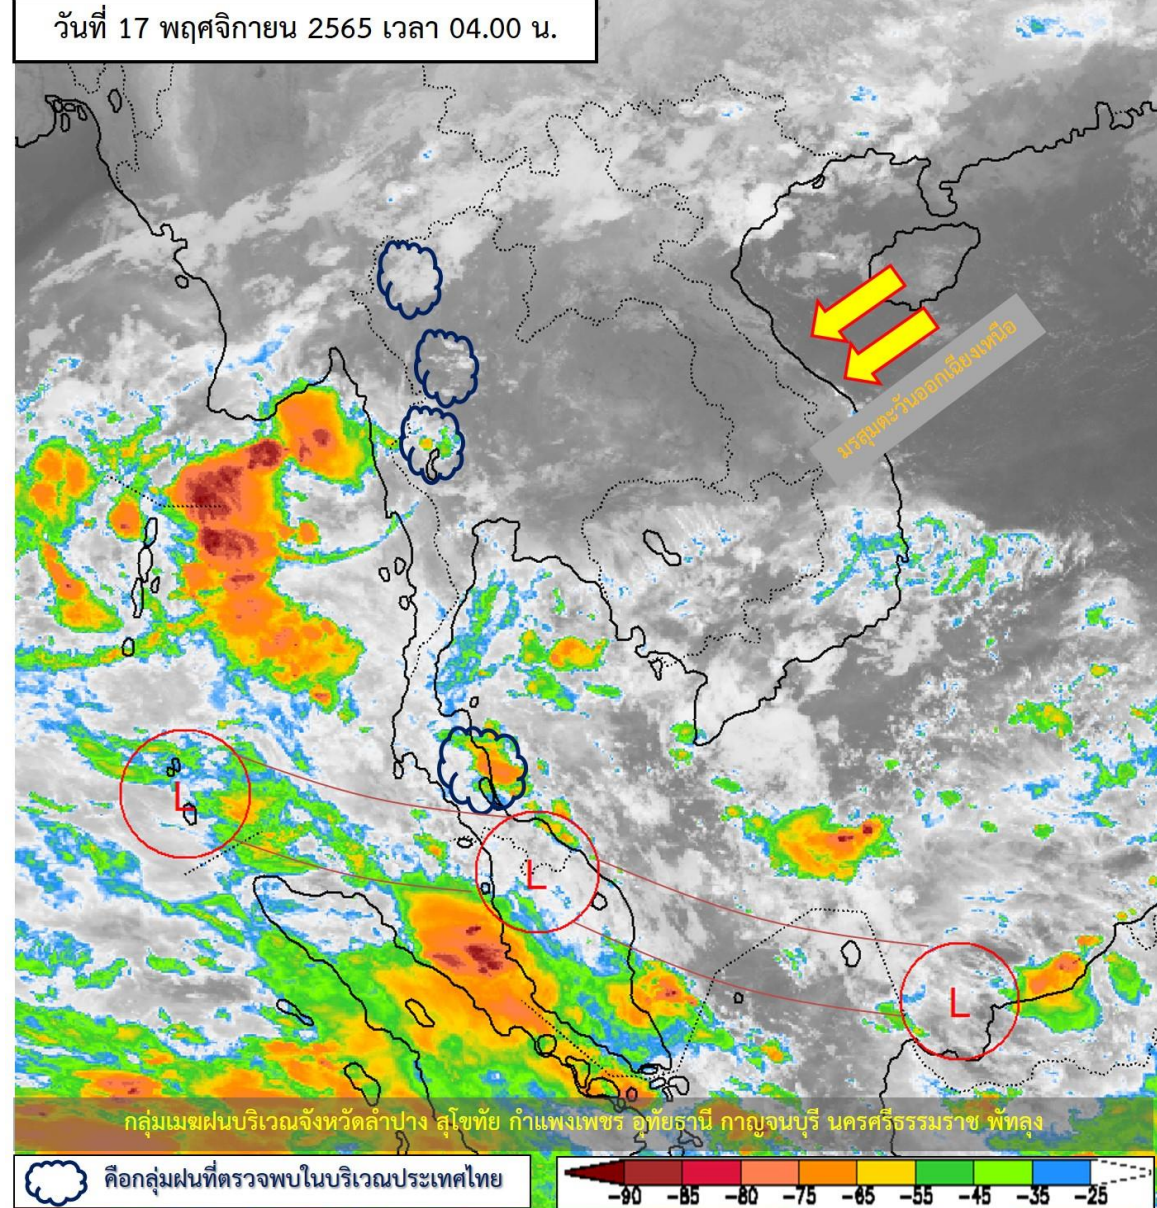 วันที่ 17 พฤศจิกายน 2565 เวลา 04.00 น.
มรสุมตะวันออกเฉียงเหนือ
L
L
L
กลุ่มเมฆฝนบริเวณจังหวัดลำปาง สุโขทัย กำแพงเพชร อุทัยธานี กาญจนบุรี นครศรีธรรมราช พัทลุง
คือกลุ่มฝนที่ตรวจพบในบริเวณประเทศไทย
-90 -85 -80 -75 -65 -55 -45 -35 -25